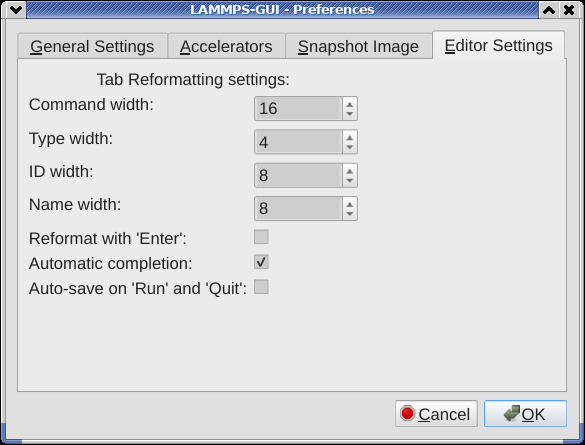 LAMMPS-GUI - Preferences
General Settings Accelerators Snapshot Image Editor Settings
Tab Reformatting settings:
Command width: 16
Type width: 4
ID width: 8
Name width: 8
Reformat with 'Enter':
Automatic completion:
Auto-save on 'Run' and 'Quit':
Cancel OK